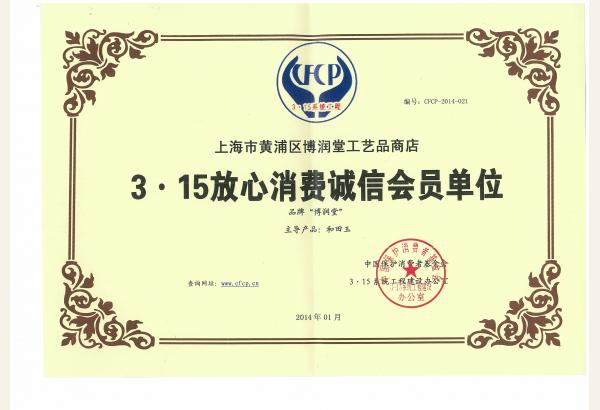 CFCP
3·15系统工程
编号：CFCP-2014-021
上海市黄浦区博润堂工艺品商店
3·15放心消费诚信会员单位
品牌“博润堂”
主导产品：和田玉
中国保护消费者基金会
查询网址：www.cfcp.cn
3·15系统工程建设办公室
办公室
2014年01月